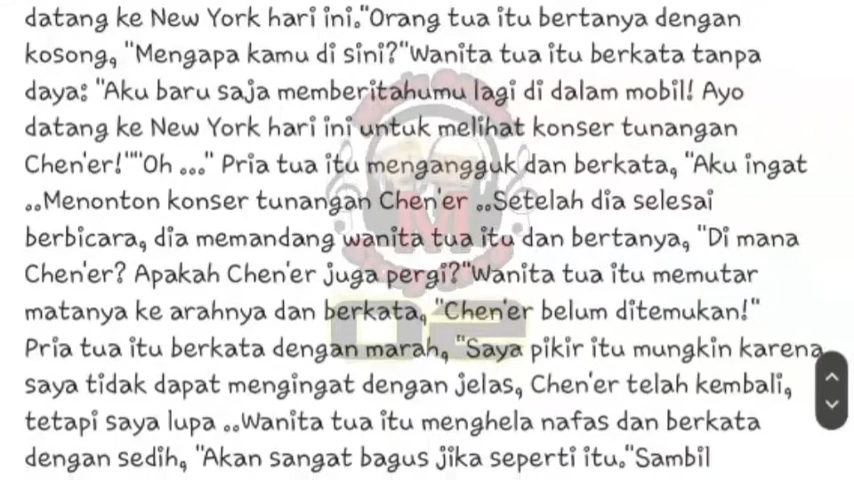 datang ke New York hari ini."Orang tua itu bertanya dengan
kosong, "Mengapa kamu di sini?"Wanita tua itu berkata tanpa
daya: "Aku baru saja memberitahumu lagi di dalam mobil! Ayo
datang ke New York hari ini untuk melihat konser tunangan
Chen'er!""Oh ..." Pria tua itu mengangguk dan berkata, "Aku ingat
..Menonton konser tunangan Chen'er ..Setelah dia selesai
berbicara, dia memandang wanita tua itu dan bertanya, "Di mana
Chen'er? Apakah Chen'er juga pergi?"Wanita tua itu memutar
matanya ke arahnya dan berkata, "Chen'er belum ditemukan!"
Pria tua itu berkata dengan marah, "Saya pikir itu mungkin karena
saya tidak dapat mengingat dengan jelas, Chen'er telah kembali,
tetapi saya lupa ..Wanita tua itu menghela nafas dan berkata
dengan sedih, "Akan sangat bagus jika seperti itu."Sambil
M
02